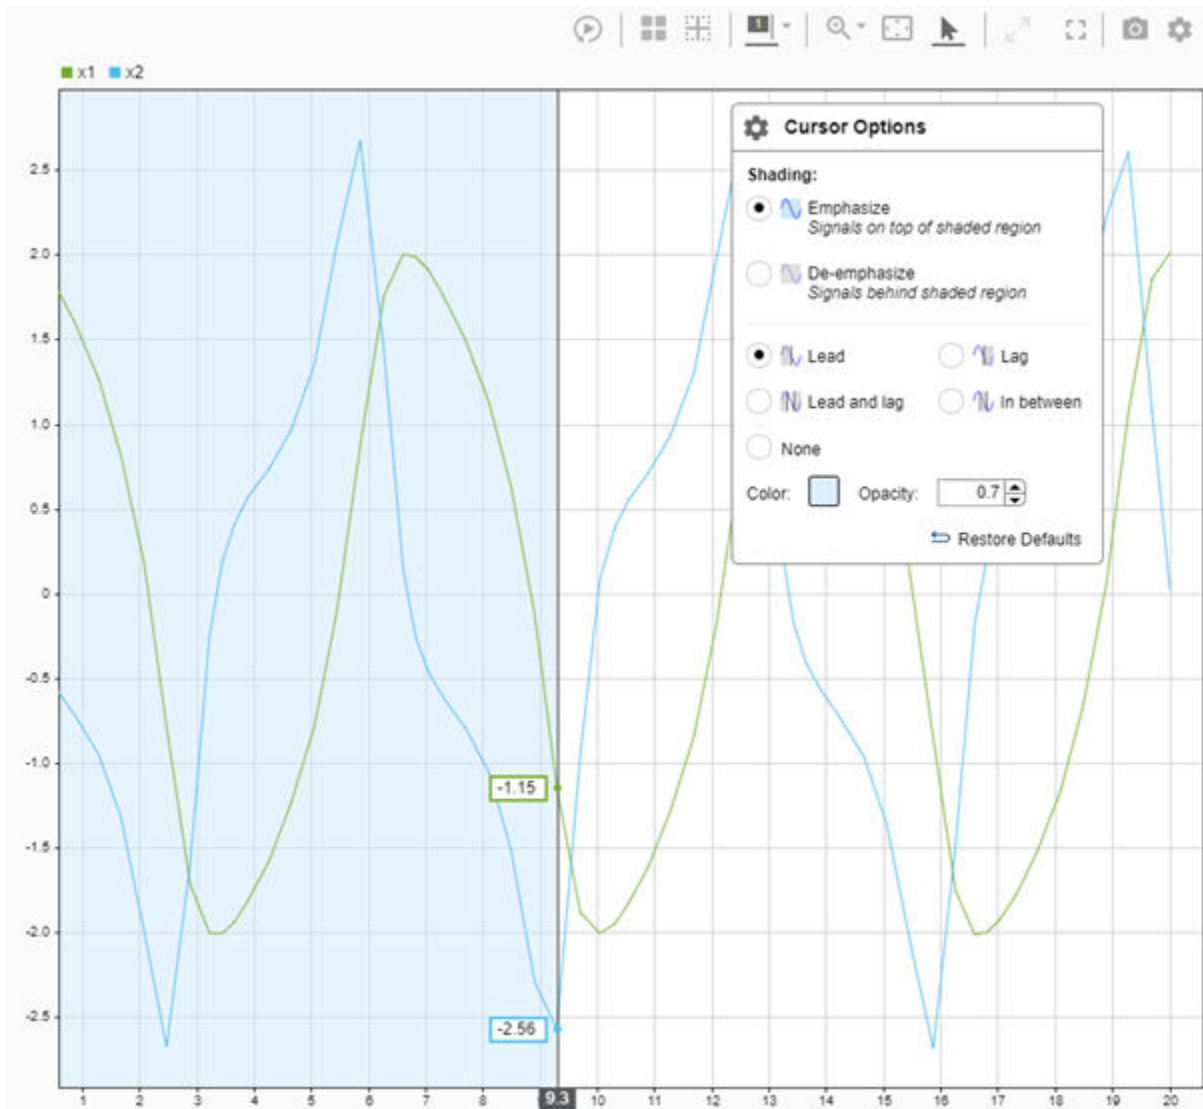 1
x1 x2
Cursor Options
Shading:
Emphasize
Signals on top of shaded region
De-emphasize
Signals behind shaded region
Lead Lag
Lead and lag In between
None
Color: Opacity: 0.7
Restore Defaults
2.5
2.0
1.5
1.0
0.5
0
-0.5
-1.0
-1.5
-2.0
-2.5
-1.15
-2.56
1 2 3 4 5 6 7 8 9.3 10 11 12 13 14 15 16 17 18 19 20